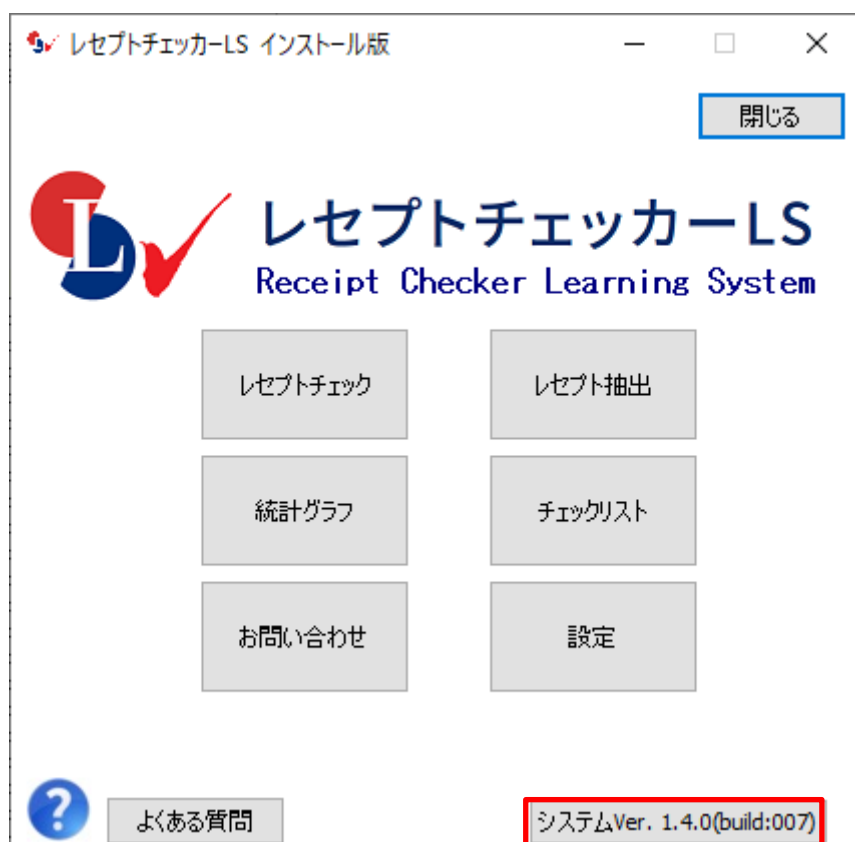 レセプトチェッカーLS インストール版
閉じる
レセプトチェッカーLS
Receipt Checker Learning System
レセプトチェック
レセプト抽出
統計グラフ
チェックリスト
お問い合わせ
設定
?
よくある質問
システムVer. 1.4.0(build:007)